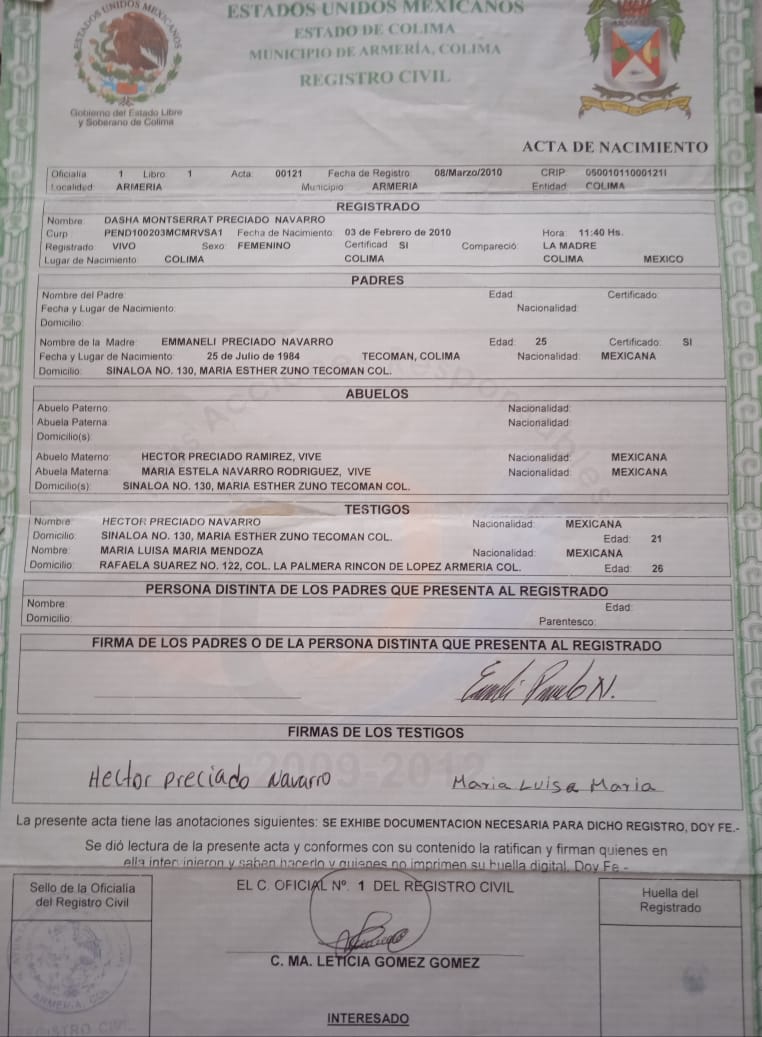 ESTADOS UNIDOS MEXICANOS
ESTADOS UNIDOS MEXICANOS
ESTADO DE COLIMA
MUNICIPIO DE ARMERÍA, COLIMA
REGISTRO CIVIL
Gobierno del Estado Libre
y Soberano de Colima
ACTA DE NACIMIENTO
Oficialía 1 Libro: 1 Acta: 00121 Fecha de Registro: 08/Marzo/2010 CRIP
Localidad: ARMERIA Municipio: ARMERIA Entidad COLIMA
REGISTRADO
Nombre: DASHA MONTSERRAT PRECIADO NAVARRO
Curp PEND100203MCMRVSA1 Fecha de Nacimiento: 03 de Febrero de 2010 Hora: 11:40 Hs.
Registrado: VIVO Sexo: FEMENINO Certificad SI Compareció: LA MADRE
Lugar de Nacimiento: COLIMA COLIMA COLIMA MEXICO
PADRES
Nombre del Padre: Edad: Certificado:
Fecha y Lugar de Nacimiento: Nacionalidad:
Domicilio:
Nombre de la Madre: EMMANELI PRECIADO NAVARRO Edad: 25 Certificado: SI
Fecha y Lugar de Nacimiento: 25 de Julio de 1984 TECOMAN, COLIMA Nacionalidad: MEXICANA
Domicilio: SINALOA NO. 130, MARIA ESTHER ZUNO TECOMAN COL.
ABUELOS
Abuelo Paterno: Nacionalidad:
Abuela Paterna: Nacionalidad:
Domicilio(s):
Abuelo Materno: HECTOR PRECIADO RAMIREZ, VIVE Nacionalidad: MEXICANA
Abuela Materna: MARIA ESTELA NAVARRO RODRIGUEZ, VIVE Nacionalidad: MEXICANA
Domicilio(s): SINALOA NO. 130, MARIA ESTHER ZUNO TECOMAN COL.
TESTIGOS
Nombre: HECTOR PRECIADO NAVARRO Nacionalidad: MEXICANA
Domicilio: SINALOA NO. 130, MARIA ESTHER ZUNO TECOMAN COL. Edad: 21
Nombre: MARIA LUISA MARIA MENDOZA Nacionalidad: MEXICANA
Domicilio: RAFAELA SUAREZ NO. 122, COL. LA PALMERA RINCON DE LOPEZ ARMERIA COL. Edad: 26
PERSONA DISTINTA DE LOS PADRES QUE PRESENTA AL REGISTRADO
Nombre: Edad:
Domicilio: Parentesco:
FIRMA DE LOS PADRES O DE LA PERSONA DISTINTA QUE PRESENTA AL REGISTRADO
FIRMAS DE LOS TESTIGOS
2009-2012
Hector Preciado Navarro Maria Luisa Maria
La presente acta tiene las anotaciones siguientes: SE EXHIBE DOCUMENTACION NECESARIA PARA DICHO REGISTRO, DOY FE.-
Se dió lectura de la presente acta y conformes con su contenido la ratifican y firman quienes en
ella intervinieron y saben hacerlo y quienes no imprimen su huella digital. Doy Fe.-
Sello de la Oficialía
del Registro Civil
EL C. OFICIAL Nº. 1 DEL REGISTRO CIVIL
Huella del
Registrado
C. MA. LETICIA GOMEZ GOMEZ
ARMERIA, COL.
REGISTRO CIVIL
INTERESADO